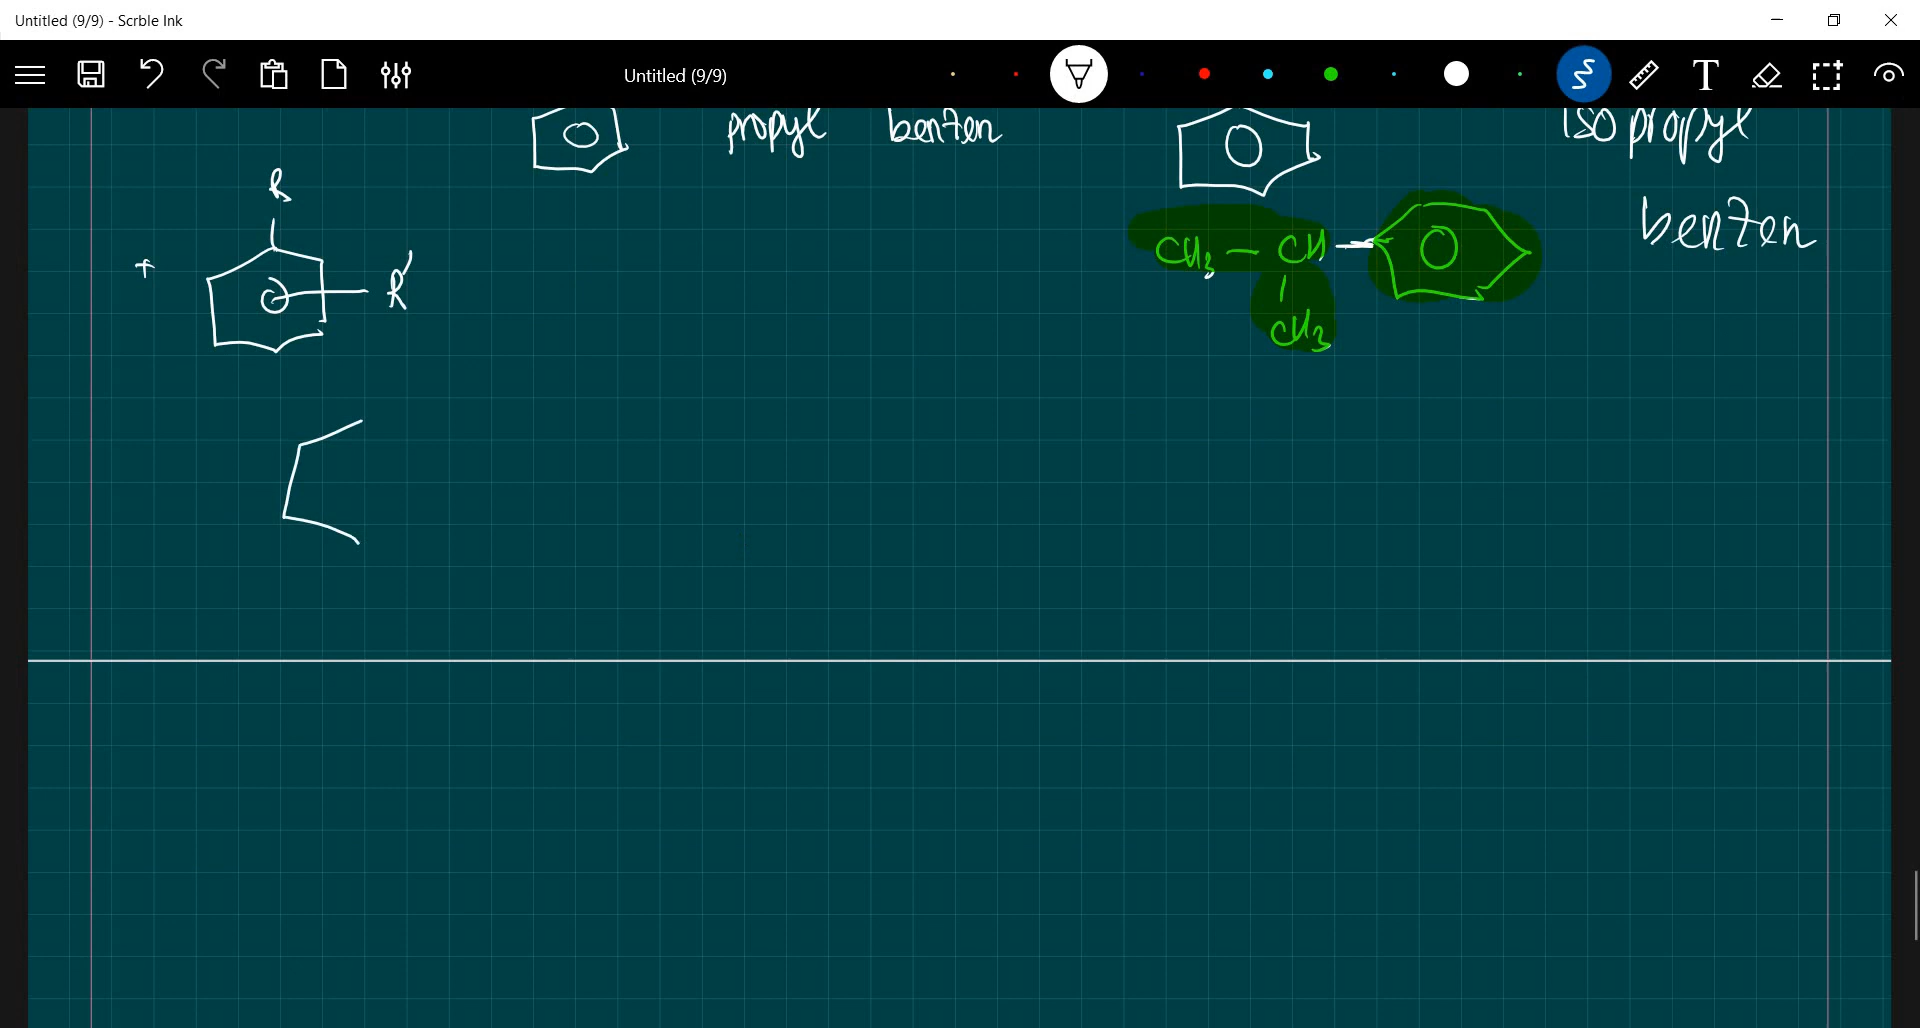 Untitled (9/9) - Scrble Ink
Untitled (9/9)
T
propyl benzen
iso propyl
benzen
R
+
R'
CH3 - CH -
CH3